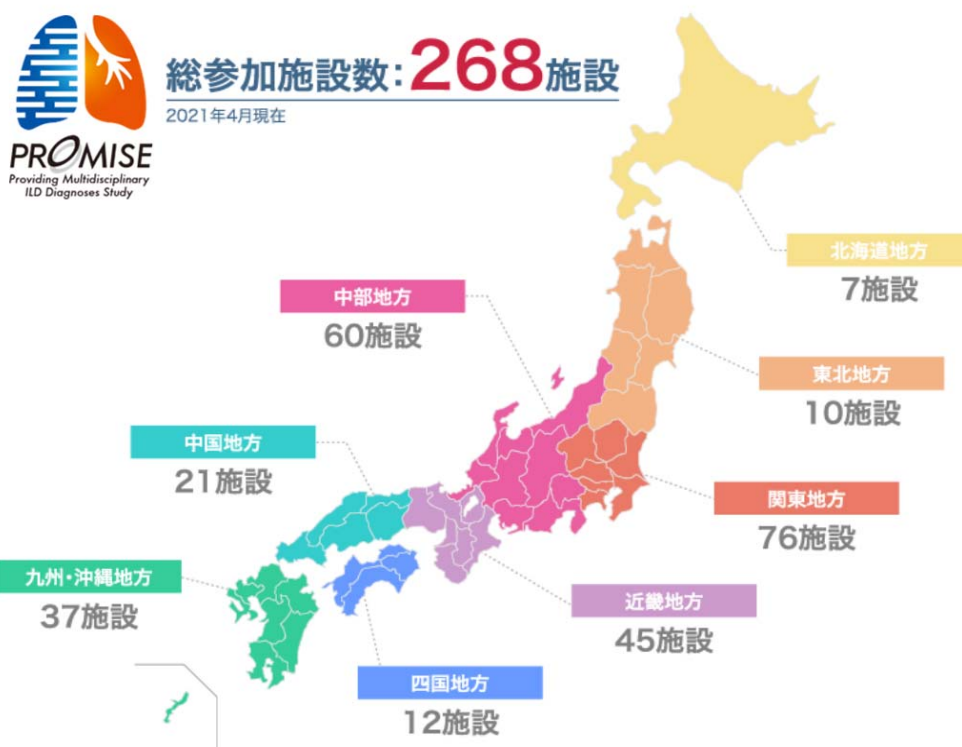 総参加施設数:268施設
2021年4月現在
PROMISE
Providing Multidisciplinary
ILD Diagnoses Study
北海道地方
7施設
中部地方
60施設
東北地方
10施設
中国地方
21施設
関東地方
76施設
九州・沖縄地方
37施設
近畿地方
45施設
四国地方
12施設